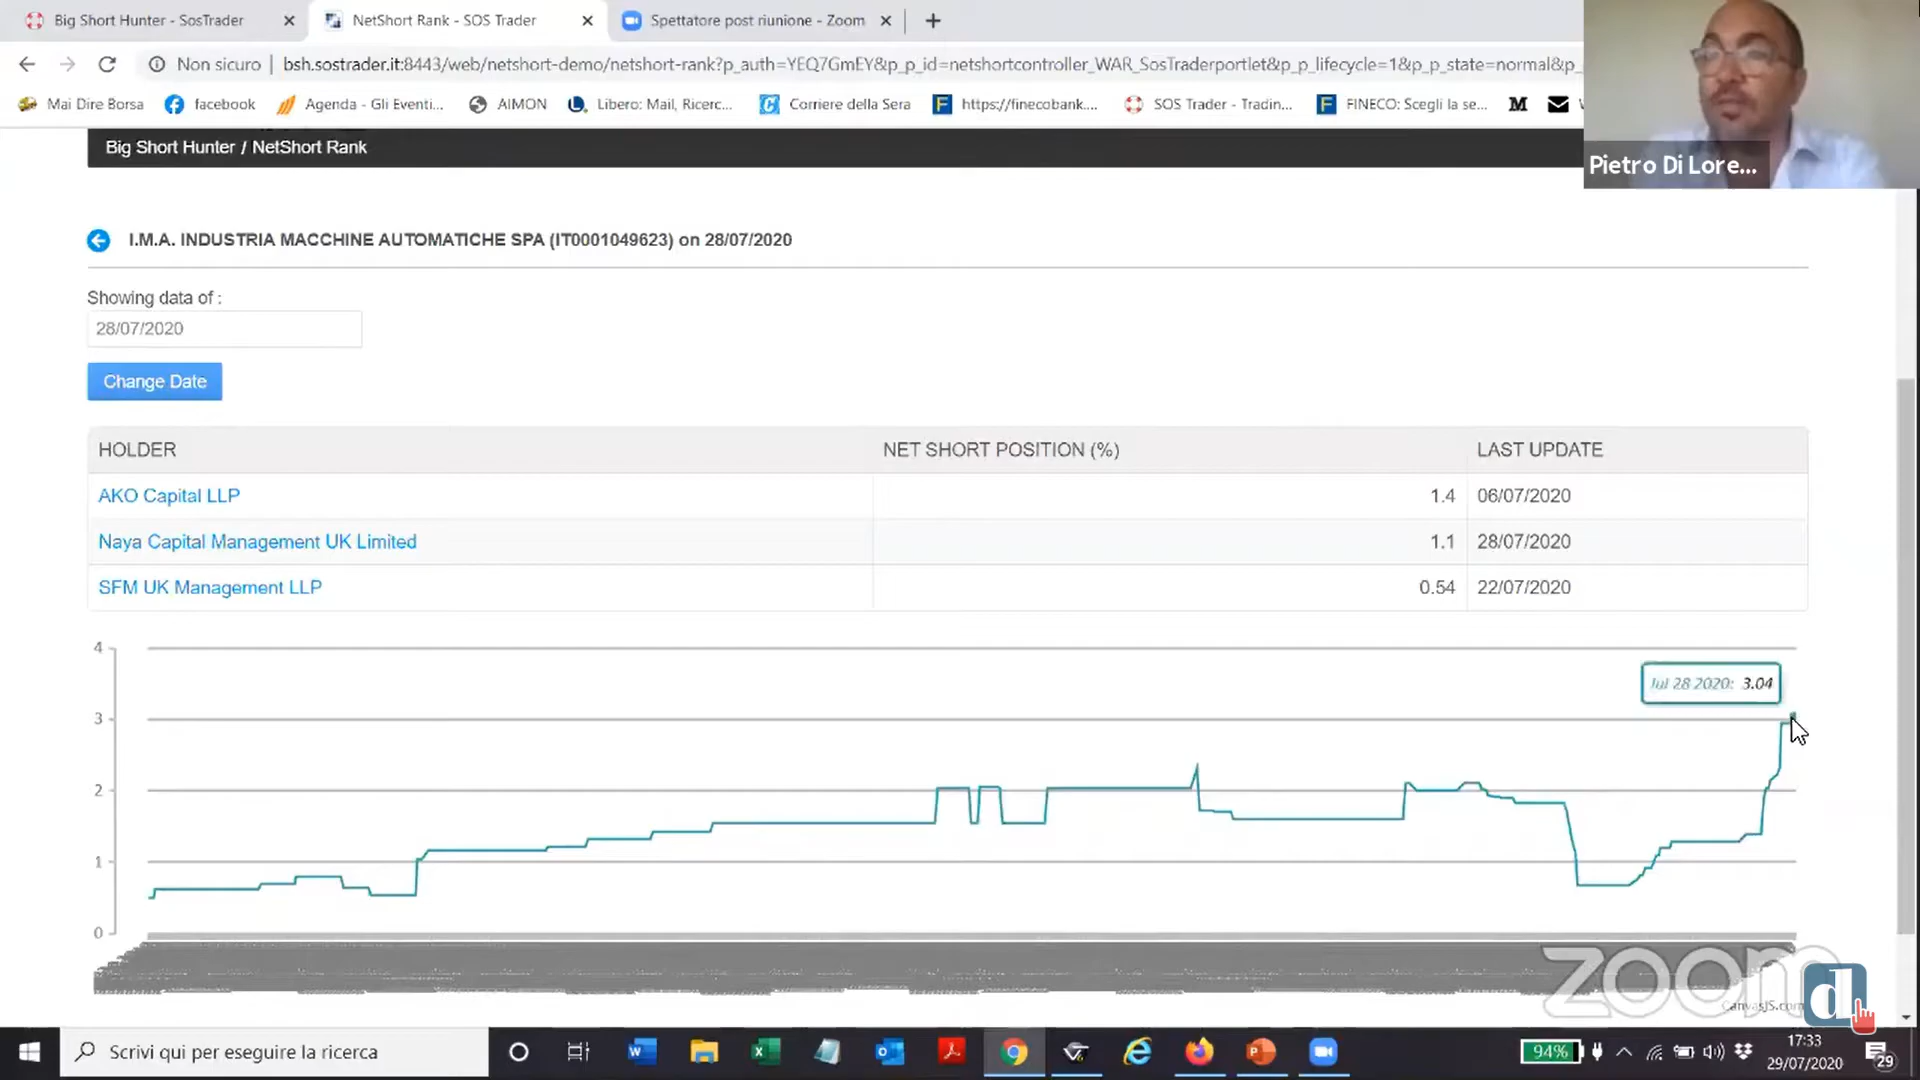 Big Short Hunter - SosTrader
NetShort Rank - SOS Trader
Spettatore post riunione - Zoom
Non sicuro
bsh.sostrader.it:8443/web/netshort-demo/netshort-rank?p_auth=YEQ7GmEY&p_p_id=netshortcontroller_WAR_SosTraderportlet&p_p_lifecycle=1&p_p_state=normal&p_
Mai Dire Borsa
facebook
Agenda - Gli Eventi...
AIMON
Libero: Mail, Ricerc...
Corriere della Sera
https://finecobank....
SOS Trader - Tradin...
FINECO: Scegli la se...
M
Pietro Di Lore...
Big Short Hunter / NetShort Rank
I.M.A. INDUSTRIA MACCHINE AUTOMATICHE SPA (IT0001049623) on 28/07/2020
Showing data of :
28/07/2020
Change Date
HOLDER NET SHORT POSITION (%) LAST UPDATE
AKO Capital LLP 1.4 06/07/2020
Naya Capital Management UK Limited 1.1 28/07/2020
SFM UK Management LLP 0.54 22/07/2020
4
Jul 28 2020: 3.04
3
2
1
0
zoom
d
CanvasJS.com
Scrivi qui per eseguire la ricerca
94%
17:33
29/07/2020
29